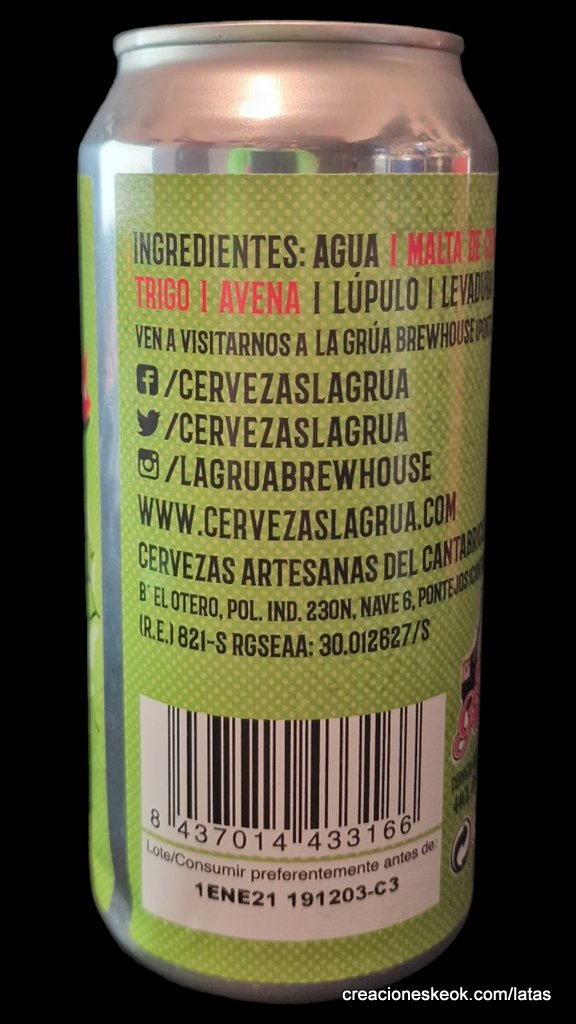 INGREDIENTES: AGUA | MALTA DE
TRIGO | AVENA | LÚPULO | LEVADURA
VEN A VISITARNOS A LA GRÚA BREWHOUSE
/CERVEZASLAGRUA
/CERVEZASLAGRUA
/LAGRUABREWHOUSE
WWW.CERVEZASLAGRUA.COM
CERVEZAS ARTESANAS DEL
Bº EL OTERO, POL. IND. 230N, NAVE 6, PONTEJOS
(R.E.) 821-S RGSEAA: 30.012627/S
8 437014 433166
Lote/Consumir preferentemente antes de:
1ENE21 191203-C3
creacioneskeok.com/latas